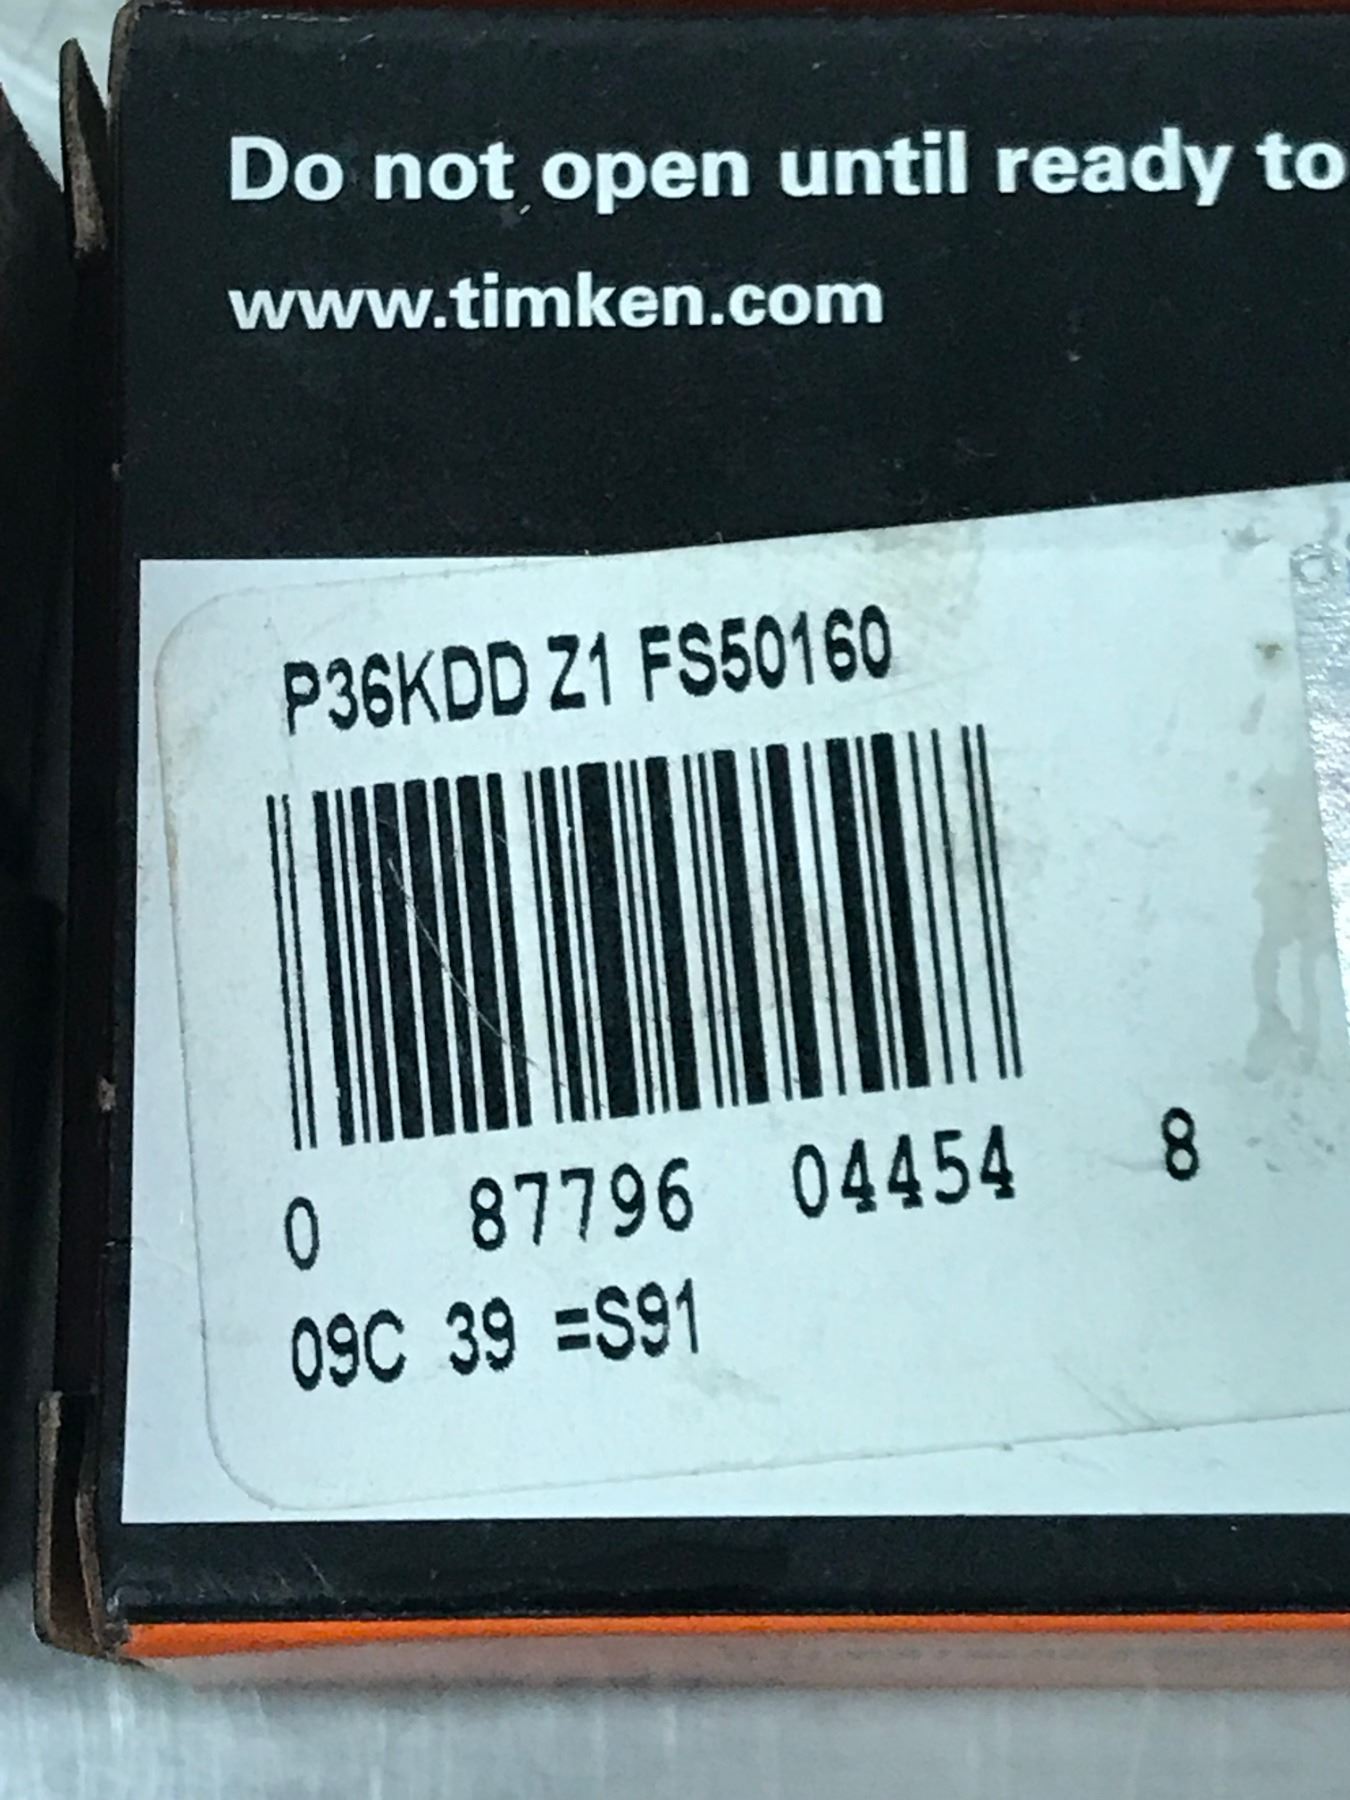 Do not open until ready to
www.timken.com
P36KDD Z1 FS50160
0 87796 04454 8
09C 39 =S91